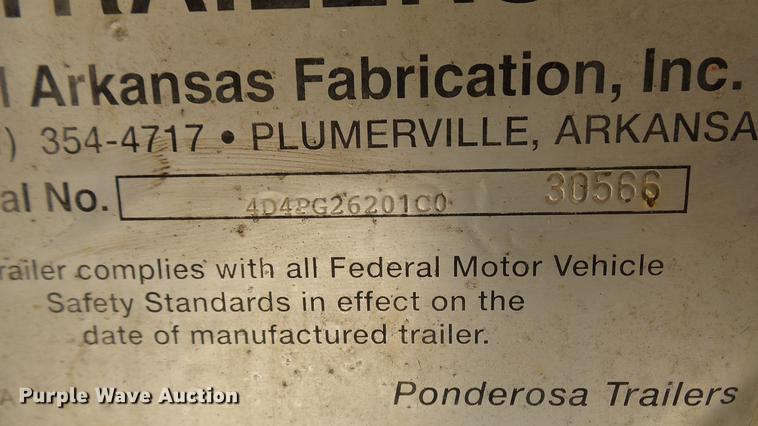 TRAILERS
l Arkansas Fabrication, Inc.
) 354-4717 • PLUMERVILLE, ARKANSA
al No. 4D4PG26201C0 30566
railer complies with all Federal Motor Vehicle
Safety Standards in effect on the
date of manufactured trailer.
Purple Wave Auction
Ponderosa Trailers